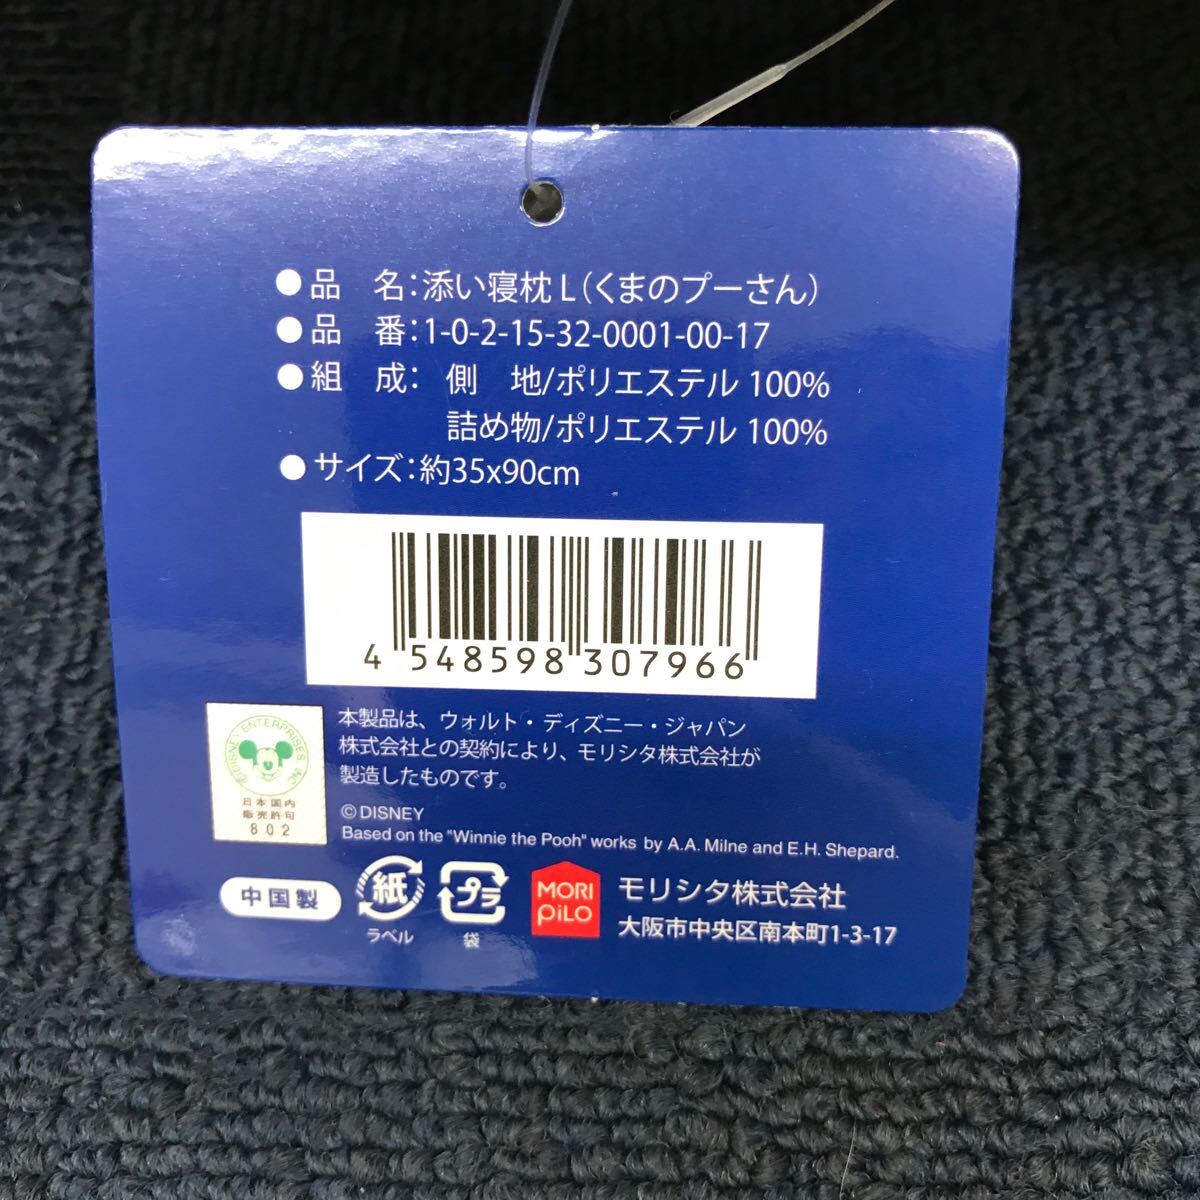 ●品　名：添い寝枕 L（くまのプーさん）
●品　番：1-0-2-15-32-0001-00-17
●組　成：　側　地/ポリエステル 100%
詰め物/ポリエステル 100%
●サイズ：約35x90cm
4 548598 307966
本製品は、ウォルト・ディズニー・ジャパン
株式会社との契約により、モリシタ株式会社が
製造したものです。
©DISNEY
Based on the "Winnie the Pooh" works by A.A. Milne and E.H. Shepard.
©DISNEY ENTERPRISES, INC.
日本国内
販売許可
802
中国製
紙
ラベル
プラ
袋
MORI
PiLO
モリシタ株式会社
大阪市中央区南本町1-3-17